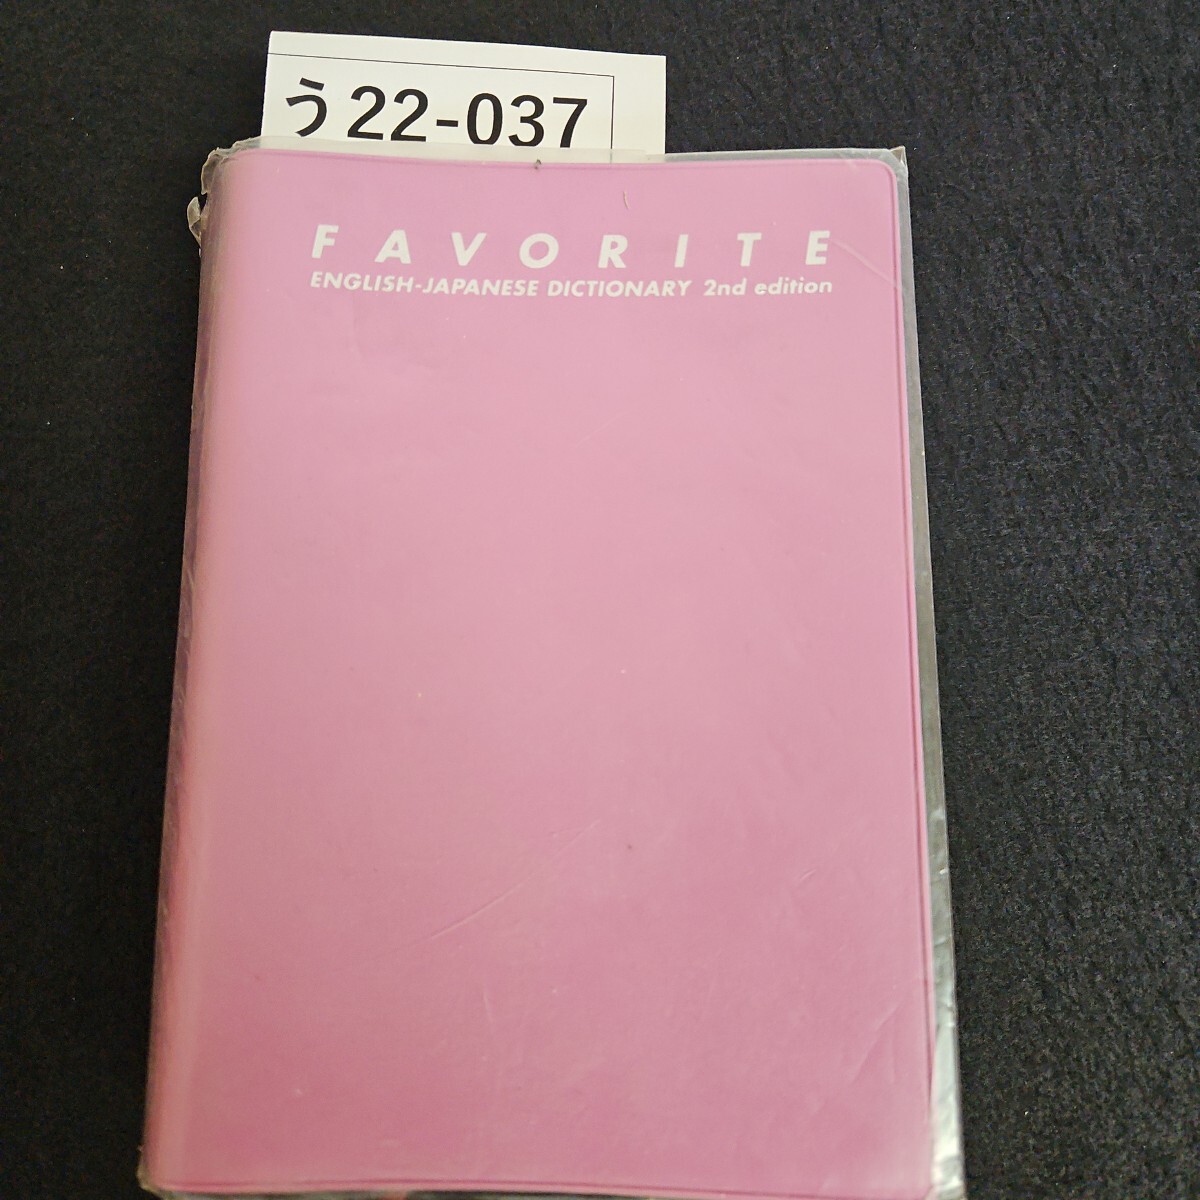 う22-037
FAVORITE
ENGLISH-JAPANESE DICTIONARY 2nd edition